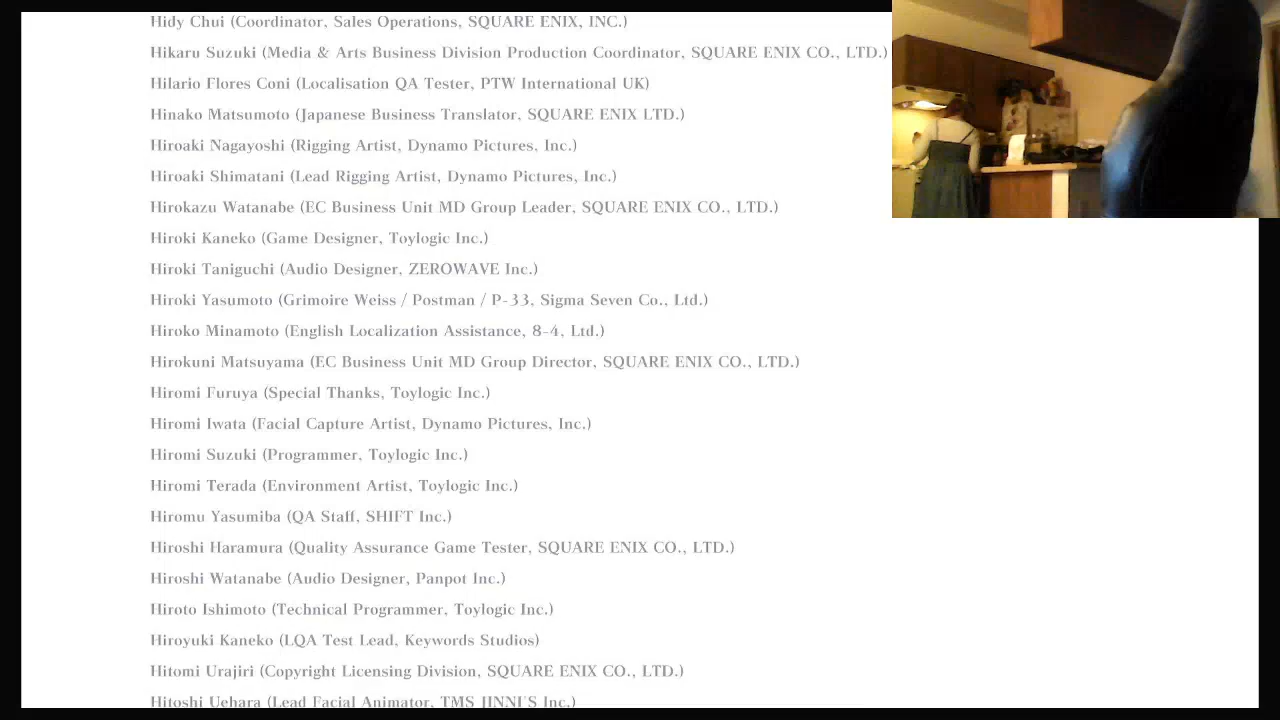 Hidy Chui (Coordinator, Sales Operations, SQUARE ENIX, INC.)
Hikaru Suzuki (Media & Arts Business Division Production Coordinator, SQUARE ENIX CO., LTD.)
Hilario Flores Coni (Localisation QA Tester, PTW International UK)
Hinako Matsumoto (Japanese Business Translator, SQUARE ENIX LTD.)
Hiroaki Nagayoshi (Rigging Artist, Dynamo Pictures, Inc.)
Hiroaki Shimatani (Lead Rigging Artist, Dynamo Pictures, Inc.)
Hirokazu Watanabe (EC Business Unit MD Group Leader, SQUARE ENIX CO., LTD.)
Hiroki Kaneko (Game Designer, Toylogic Inc.)
Hiroki Taniguchi (Audio Designer, ZEROWAVE Inc.)
Hiroki Yasumoto (Grimoire Weiss / Postman / P-33, Sigma Seven Co., Ltd.)
Hiroko Minamoto (English Localization Assistance, 8-4, Ltd.)
Hirokuni Matsuyama (EC Business Unit MD Group Director, SQUARE ENIX CO., LTD.)
Hiromi Furuya (Special Thanks, Toylogic Inc.)
Hiromi Iwata (Facial Capture Artist, Dynamo Pictures, Inc.)
Hiromi Suzuki (Programmer, Toylogic Inc.)
Hiromi Terada (Environment Artist, Toylogic Inc.)
Hiromu Yasumiba (QA Staff, SHIFT Inc.)
Hiroshi Haramura (Quality Assurance Game Tester, SQUARE ENIX CO., LTD.)
Hiroshi Watanabe (Audio Designer, Panpot Inc.)
Hiroto Ishimoto (Technical Programmer, Toylogic Inc.)
Hiroyuki Kaneko (LQA Test Lead, Keywords Studios)
Hitomi Urajiri (Copyright Licensing Division, SQUARE ENIX CO., LTD.)
Hitoshi Uehara (Lead Facial Animator, TMS JINNI'S Inc.)